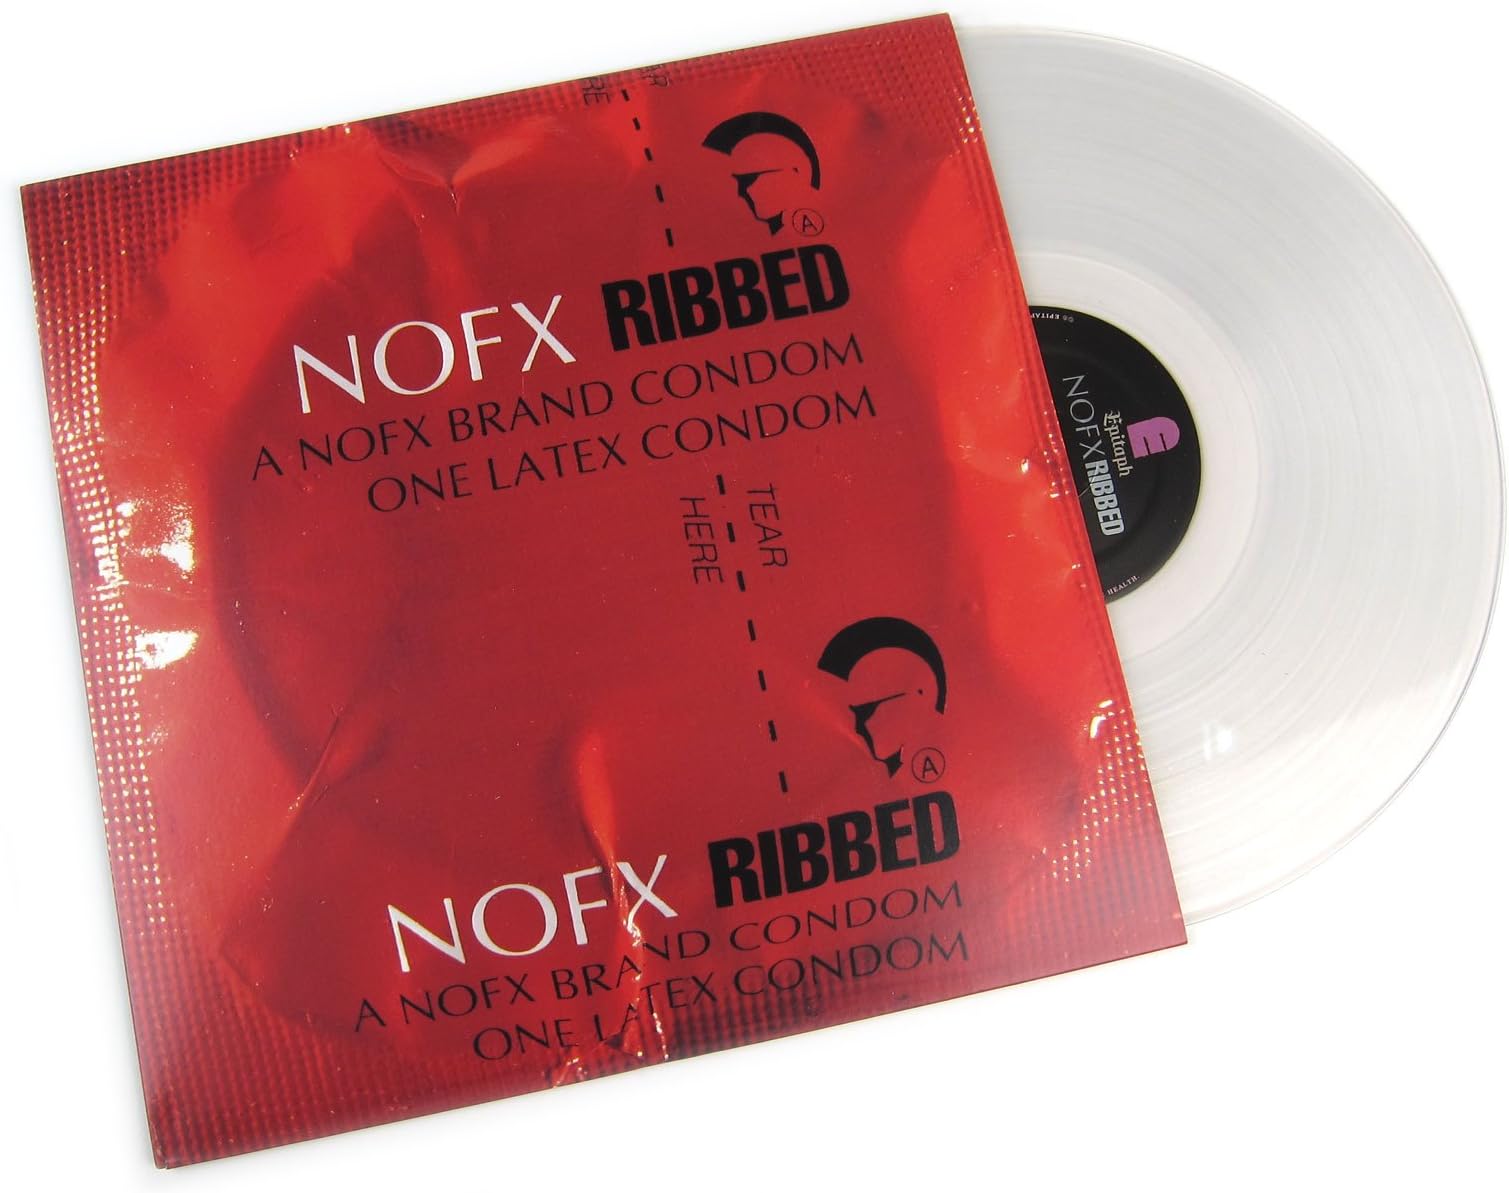 NOFX RIBBED
A NOFX BRAND CONDOM
ONE LATEX CONDOM
TEAR
HERE
A
NOFX RIBBED
A NOFX BRAND CONDOM
ONE LATEX CONDOM
A
E
Epitaph
NOFX RIBBED
HEALTH.